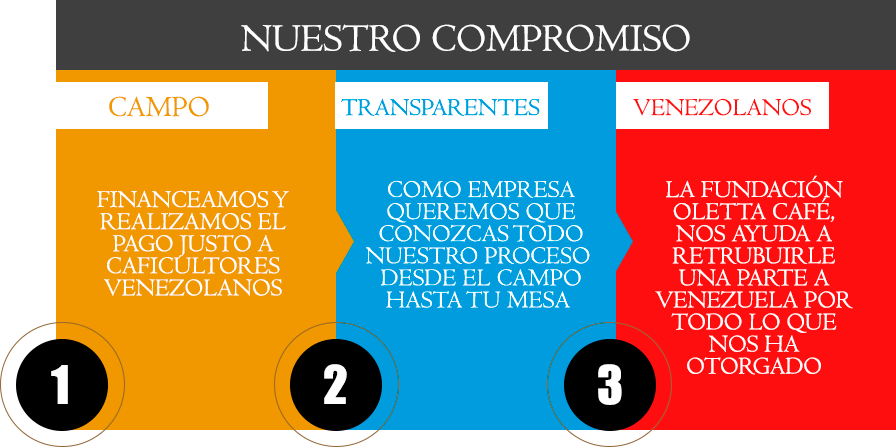 NUESTRO COMPROMISO
CAMPO
FINANCEAMOS Y
REALIZAMOS EL
PAGO JUSTO A
CAFICULTORES
VENEZOLANOS
1
TRANSPARENTES
COMO EMPRESA
QUEREMOS QUE
CONOZCAS TODO
NUESTRO PROCESO
DESDE EL CAMPO
HASTA TU MESA
2
VENEZOLANOS
LA FUNDACIÓN
OLETTA CAFÉ,
NOS AYUDA A
RETRUBUIRLE
UNA PARTE A
VENEZUELA POR
TODO LO QUE
NOS HA
OTORGADO
3